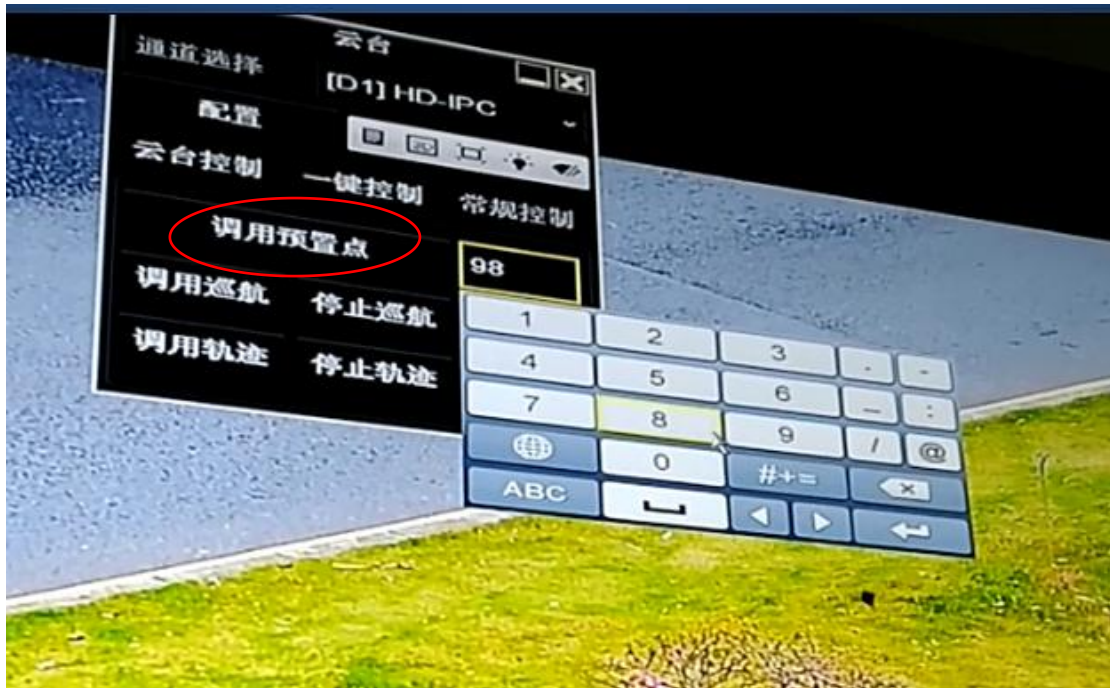 云台
通道选择 [D1] HD-IPC
配置
云台控制 一键控制 常规控制
调用预置点 98
调用巡航 停止巡航
调用轨迹 停止轨迹
1 2 3 . -
4 5 6 _ :
7 8 9 / @
0 #+=
ABC